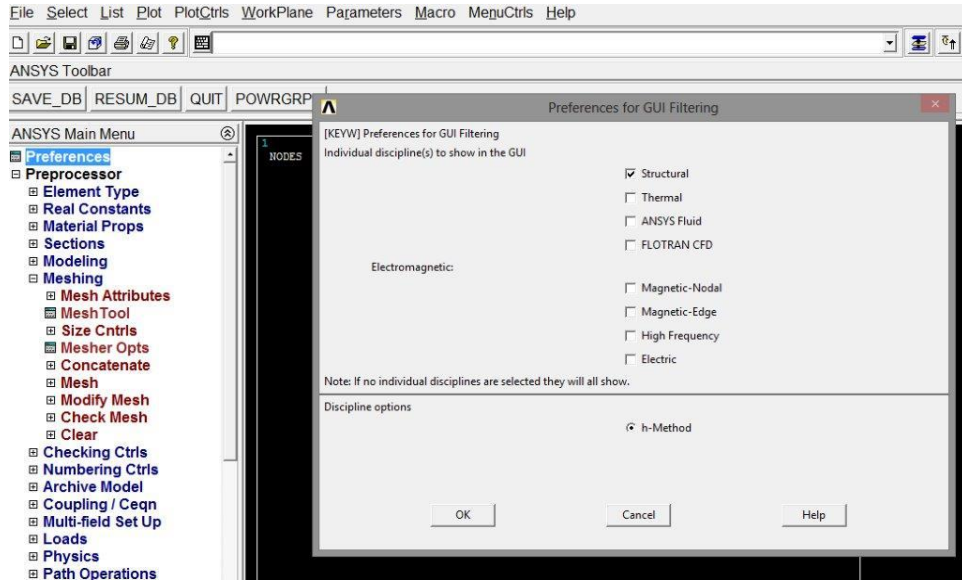 File Select List Plot PlotCtrls WorkPlane Parameters Macro MenuCtrls Help
ANSYS Toolbar
SAVE_DB RESUM_DB QUIT POWRGRP
Preferences for GUI Filtering
[KEYW] Preferences for GUI Filtering
Individual discipline(s) to show in the GUI
Structural
Thermal
ANSYS Fluid
FLOTRAN CFD
Electromagnetic:
Magnetic-Nodal
Magnetic-Edge
High Frequency
Electric
Note: If no individual disciplines are selected they will all show.
Discipline options
h-Method
OK Cancel Help
ANSYS Main Menu
Preferences
Preprocessor
Element Type
Real Constants
Material Props
Sections
Modeling
Meshing
Mesh Attributes
MeshTool
Size Cntrls
Mesher Opts
Concatenate
Mesh
Modify Mesh
Check Mesh
Clear
Checking Ctrls
Numbering Ctrls
Archive Model
Coupling / Ceqn
Multi-field Set Up
Loads
Physics
Path Operations
1
NODES